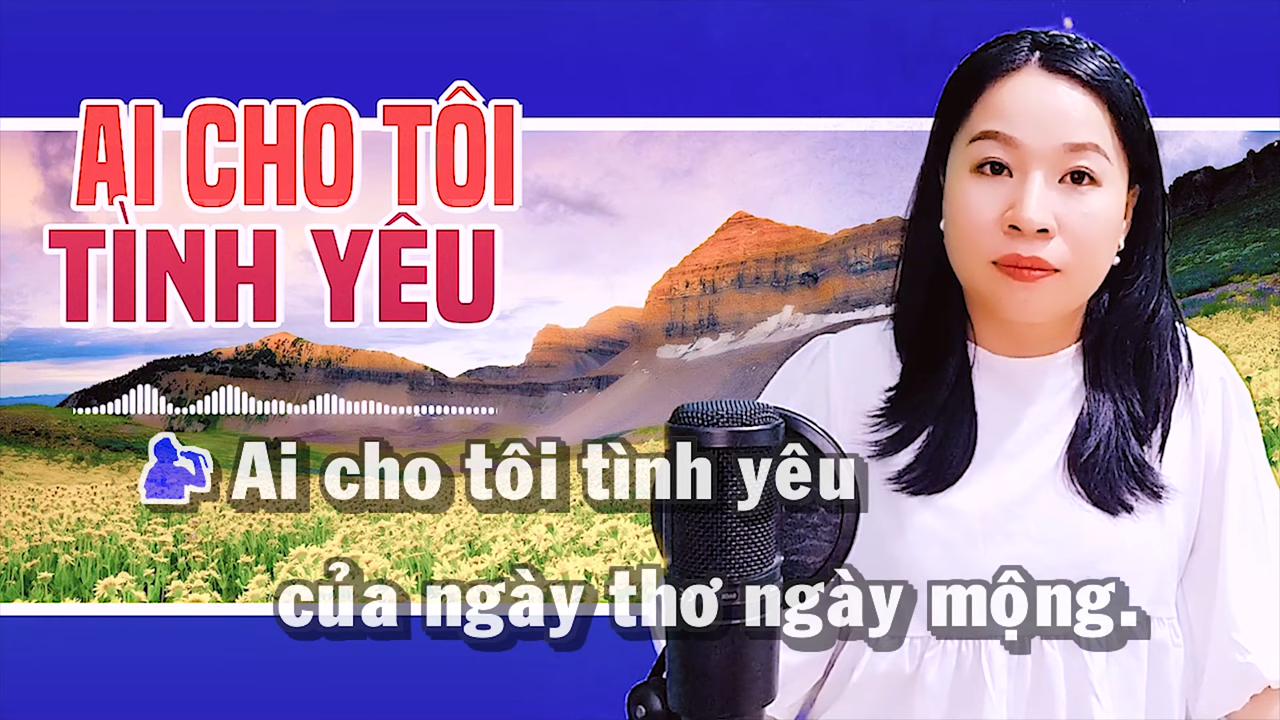 AI CHO TÔI
TÌNH YÊU
Ai cho tôi tình yêu
của ngày thơ ngày mộng.